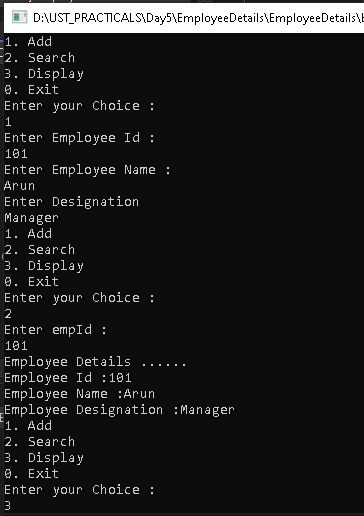 D:\UST_PRACTICALS\Day5\EmployeeDetails\EmployeeDetails\
1. Add
2. Search
3. Display
0. Exit
Enter your Choice :
1
Enter Employee Id :
101
Enter Employee Name :
Arun
Enter Designation
Manager
1. Add
2. Search
3. Display
0. Exit
Enter your Choice :
2
Enter empId :
101
Employee Details ......
Employee Id :101
Employee Name :Arun
Employee Designation :Manager
1. Add
2. Search
3. Display
0. Exit
Enter your Choice :
3